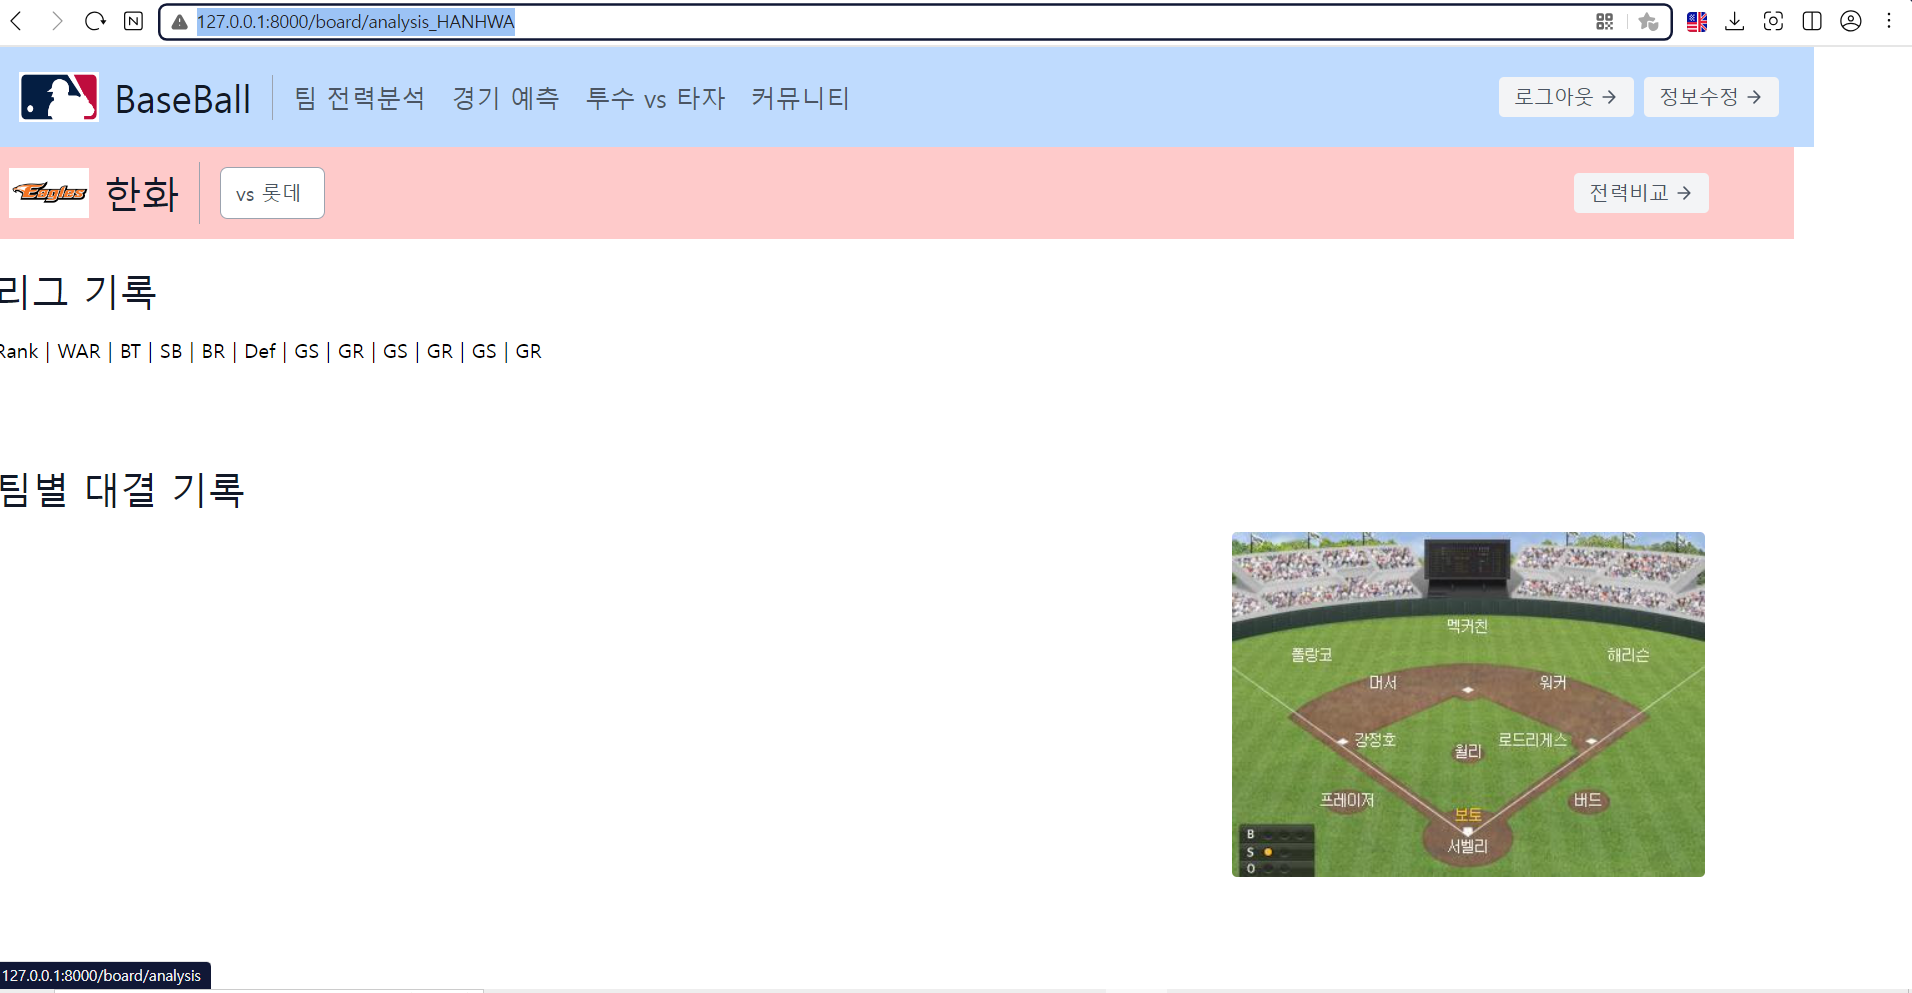 127.0.0.1:8000/board/analysis_HANHWA
BaseBall 팀 전력분석 경기 예측 투수 vs 타자 커뮤니티 로그아웃 → 정보수정 →
Eagles 한화 vs 롯데 전력비교 →
리그 기록
Rank | WAR | BT | SB | BR | Def | GS | GR | GS | GR | GS | GR
팀별 대결 기록
멕커친
폴랑코 해리슨
머서 워커
강정호 월리 로드리게스
프레이저 버드
보토
서벨리
B
S
O
127.0.0.1:8000/board/analysis